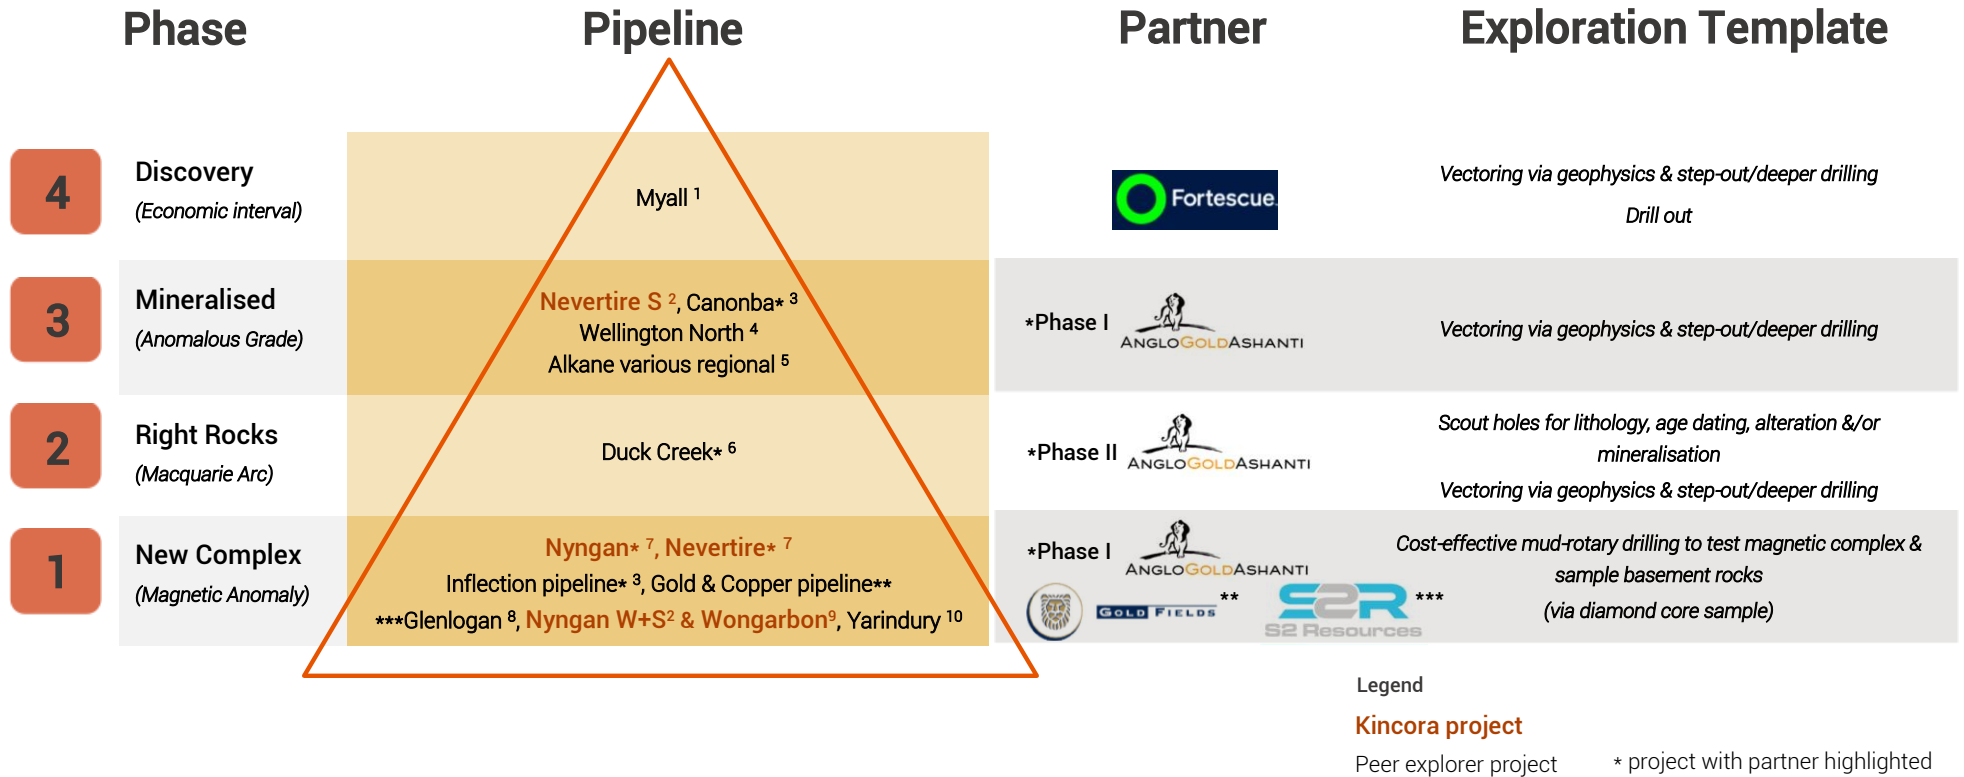 Phase
Pipeline
Partner
Exploration Template
4
Discovery
(Economic interval)
Myall 1
Fortescue.
Vectoring via geophysics & step-out/deeper drilling
Drill out
3
Mineralised
(Anomalous Grade)
Nevertire S 2, Canonba* 3
Wellington North 4
Alkane various regional 5
*Phase I
ANGLOGOLDASHANTI
Vectoring via geophysics & step-out/deeper drilling
2
Right Rocks
(Macquarie Arc)
Duck Creek* 6
*Phase II
ANGLOGOLDASHANTI
Scout holes for lithology, age dating, alteration &/or
mineralisation
Vectoring via geophysics & step-out/deeper drilling
1
New Complex
(Magnetic Anomaly)
Nyngan* 7, Nevertire* 7
Inflection pipeline* 3, Gold & Copper pipeline**
***Glenlogan 8, Nyngan W+S2 & Wongarbon9, Yarindury 10
*Phase I
ANGLOGOLDASHANTI
GOLD FIELDS
**
S2R
S2 Resources
***
Cost-effective mud-rotary drilling to test magnetic complex &
sample basement rocks
(via diamond core sample)
Legend
Kincora project
Peer explorer project
* project with partner highlighted